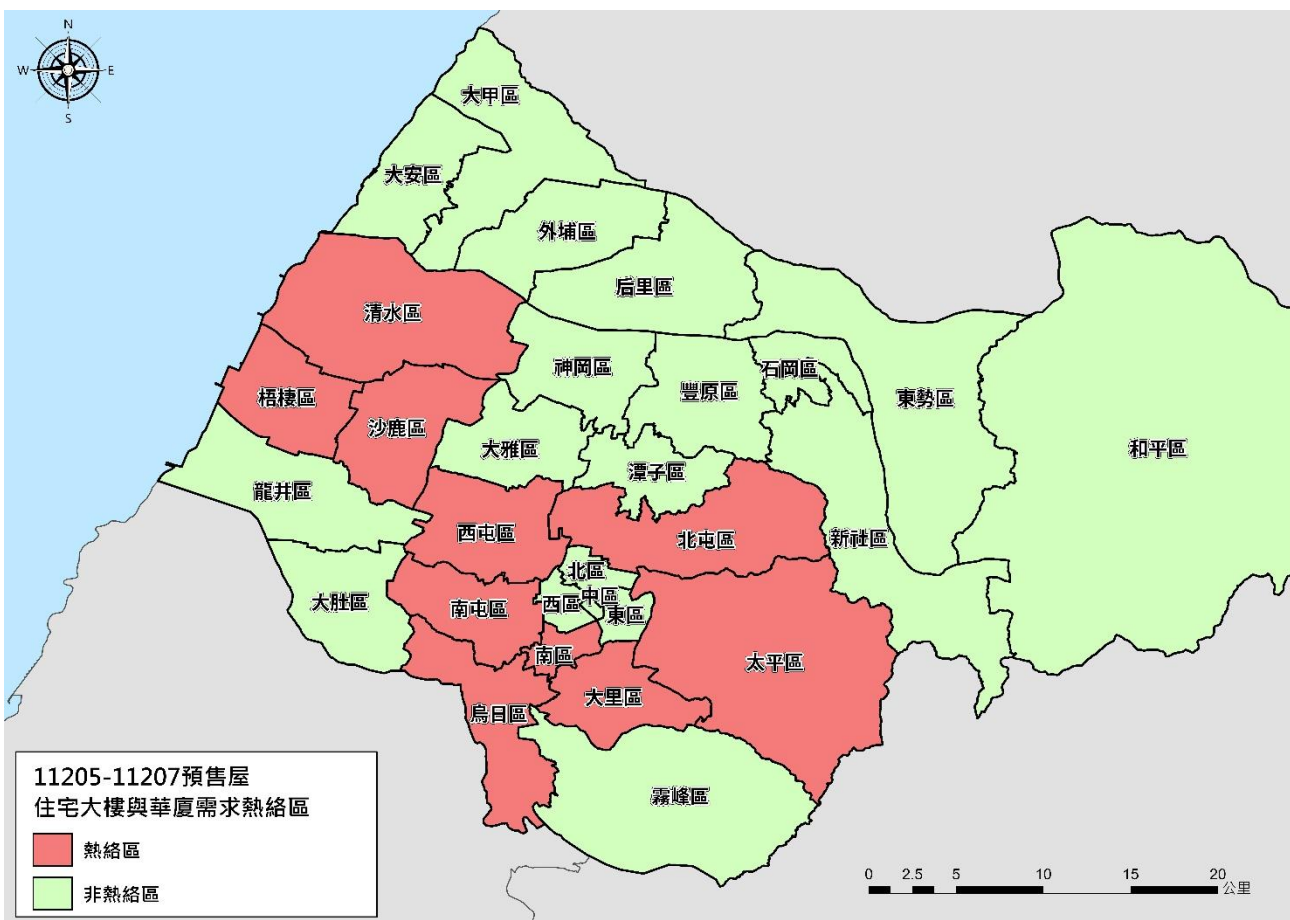 N
W
E
S
大甲區
大安區
外埔區
后里區
清水區
神岡區
豐原區
石岡區
東勢區
和平區
梧棲區
沙鹿區
大雅區
潭子區
龍井區
西屯區
北屯區
新社區
大肚區
南屯區
北區
西區
中區
東區
南區
太平區
大里區
烏日區
霧峰區
11205-11207預售屋
住宅大樓與華廈需求熱絡區
熱絡區
非熱絡區
0 2.5 5 10 15 20
公里